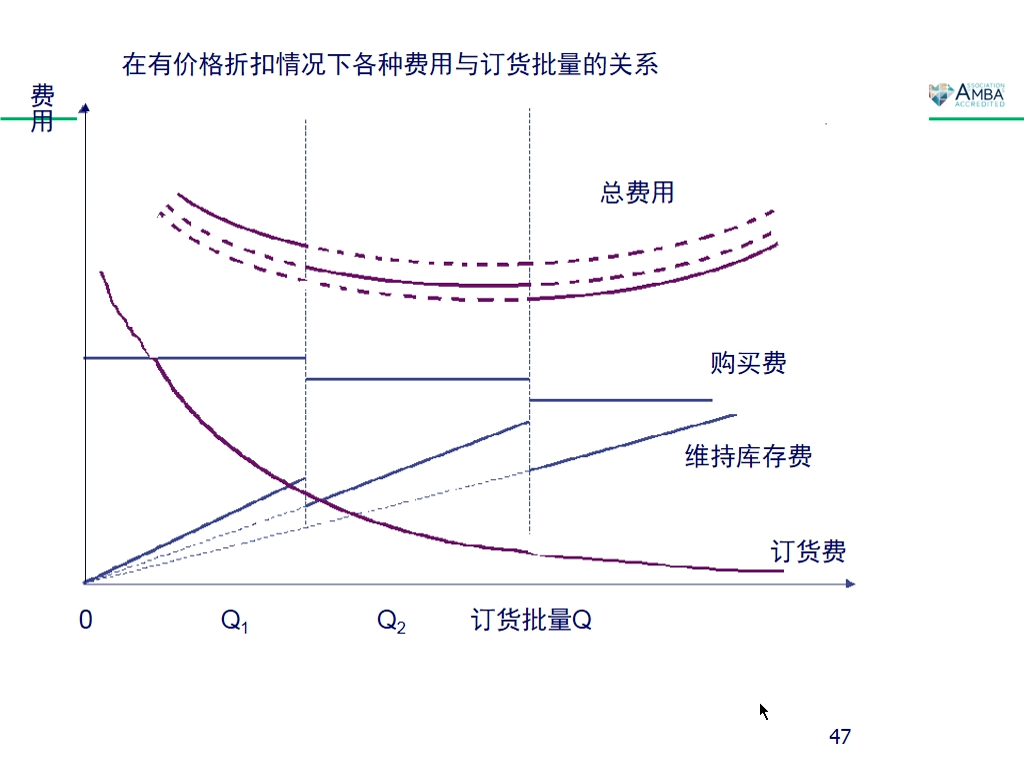 在有价格折扣情况下各种费用与订货批量的关系
费
用
ASSOCIATION
AMBA
ACCREDITED
总费用
购买费
维持库存费
订货费
0 Q₁ Q₂ 订货批量Q
47